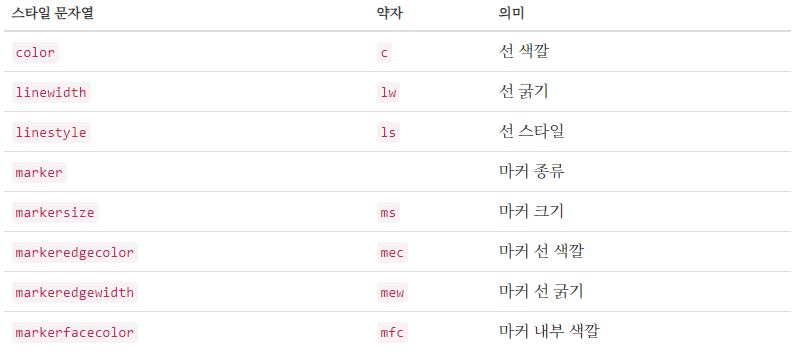 스타일 문자열 약자 의미
color c 선 색깔
linewidth lw 선 굵기
linestyle ls 선 스타일
marker 마커 종류
markersize ms 마커 크기
markeredgecolor mec 마커 선 색깔
markeredgewidth mew 마커 선 굵기
markerfacecolor mfc 마커 내부 색깔